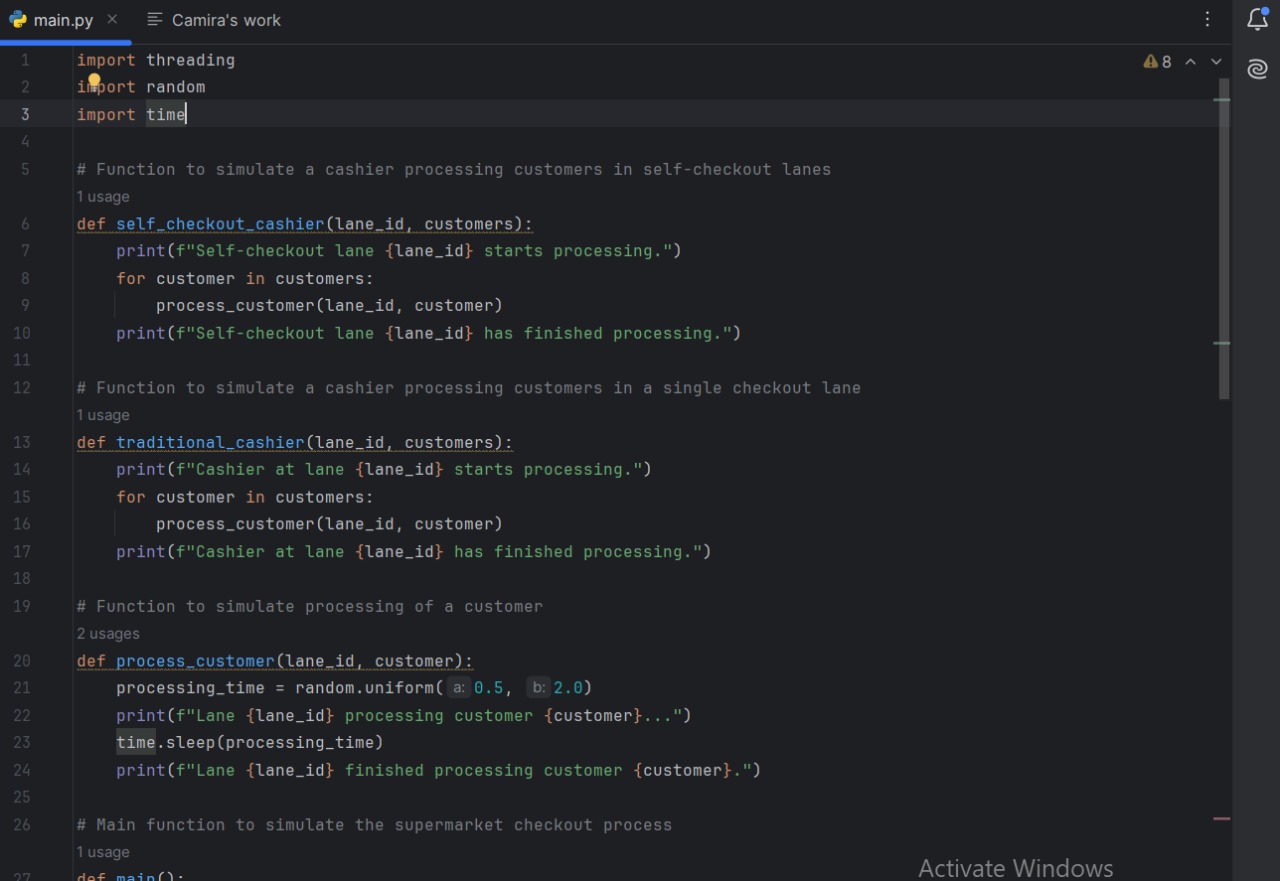 main.py × Camira's work
8
1 import threading
2 import random
3 import time
4
5 # Function to simulate a cashier processing customers in self-checkout lanes
1 usage
6 def self_checkout_cashier(lane_id, customers):
7 print(f"Self-checkout lane {lane_id} starts processing.")
8 for customer in customers:
9 process_customer(lane_id, customer)
10 print(f"Self-checkout lane {lane_id} has finished processing.")
11
12 # Function to simulate a cashier processing customers in a single checkout lane
1 usage
13 def traditional_cashier(lane_id, customers):
14 print(f"Cashier at lane {lane_id} starts processing.")
15 for customer in customers:
16 process_customer(lane_id, customer)
17 print(f"Cashier at lane {lane_id} has finished processing.")
18
19 # Function to simulate processing of a customer
2 usages
20 def process_customer(lane_id, customer):
21 processing_time = random.uniform( a: 0.5, b: 2.0)
22 print(f"Lane {lane_id} processing customer {customer}...")
23 time.sleep(processing_time)
24 print(f"Lane {lane_id} finished processing customer {customer}.")
25
26 # Main function to simulate the supermarket checkout process
1 usage
27 def main():
Activate Windows